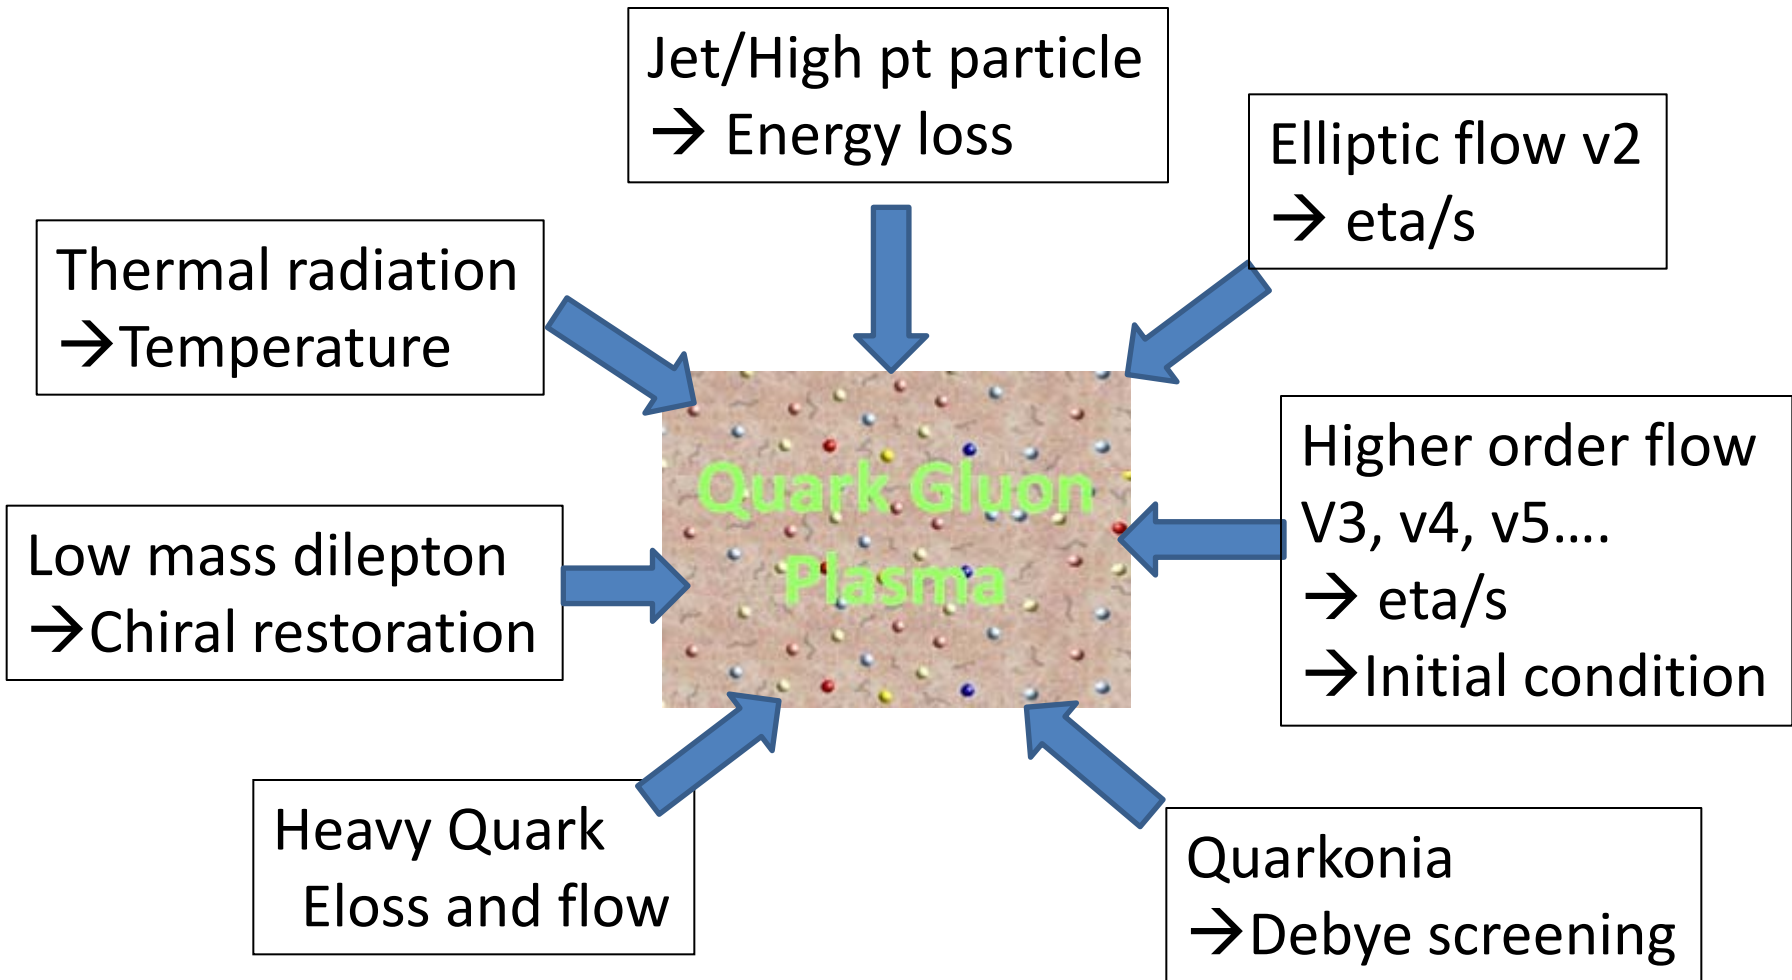 Jet/High pt particle
→ Energy loss
Elliptic flow v2
→ eta/s
Thermal radiation
→Temperature
Higher order flow
V3, v4, v5....
→ eta/s
→Initial condition
Quark Gluon
Plasma
Low mass dilepton
→Chiral restoration
Heavy Quark
Eloss and flow
Quarkonia
→Debye screening